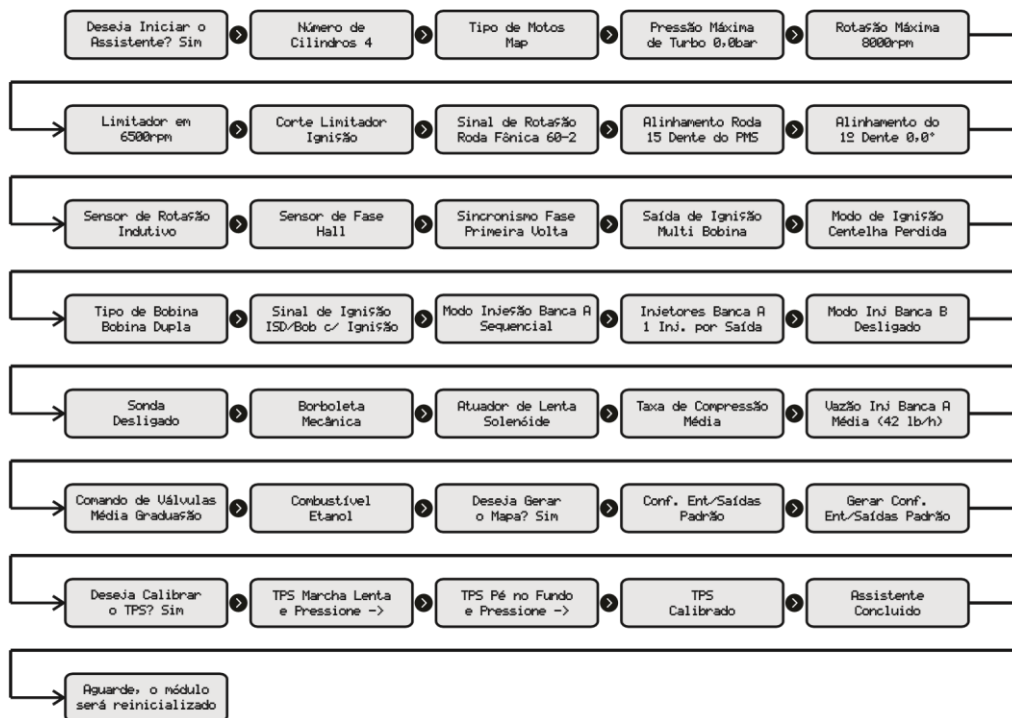 Deseja Iniciar o
Assistente? Sim
Número de
Cilindros 4
Tipo de Motos
Map
Pressão Máxima
de Turbo 0,0bar
Rotação Máxima
8000rpm
Limitador em
6500rpm
Corte Limitador
Ignição
Sinal de Rotação
Roda Fônica 60-2
Alinhamento Roda
15 Dente do PMS
Alinhamento do
1º Dente 0,0°
Sensor de Rotação
Indutivo
Sensor de Fase
Hall
Sincronismo Fase
Primeira Volta
Saída de Ignição
Multi Bobina
Modo de Ignição
Centelha Perdida
Tipo de Bobina
Bobina Dupla
Sinal de Ignição
ISD/Bob c/ Ignição
Modo Injeção Banca A
Sequencial
Injetores Banca A
1 Inj. por Saída
Modo Inj Banca B
Desligado
Sonda
Desligado
Borboleta
Mecânica
Atuador de Lenta
Solenóide
Taxa de Compressão
Média
Vazão Inj Banca A
Média (42 lb/h)
Comando de Válvulas
Média Graduação
Combustível
Etanol
Deseja Gerar
o Mapa? Sim
Conf. Ent/Saídas
Padrão
Gerar Conf.
Ent/Saídas Padrão
Deseja Calibrar
o TPS? Sim
TPS Marcha Lenta
e Pressione ->
TPS Pé no Fundo
e Pressione ->
TPS
Calibrado
Assistente
Concluido
Aguarde, o módulo
será reinicializado